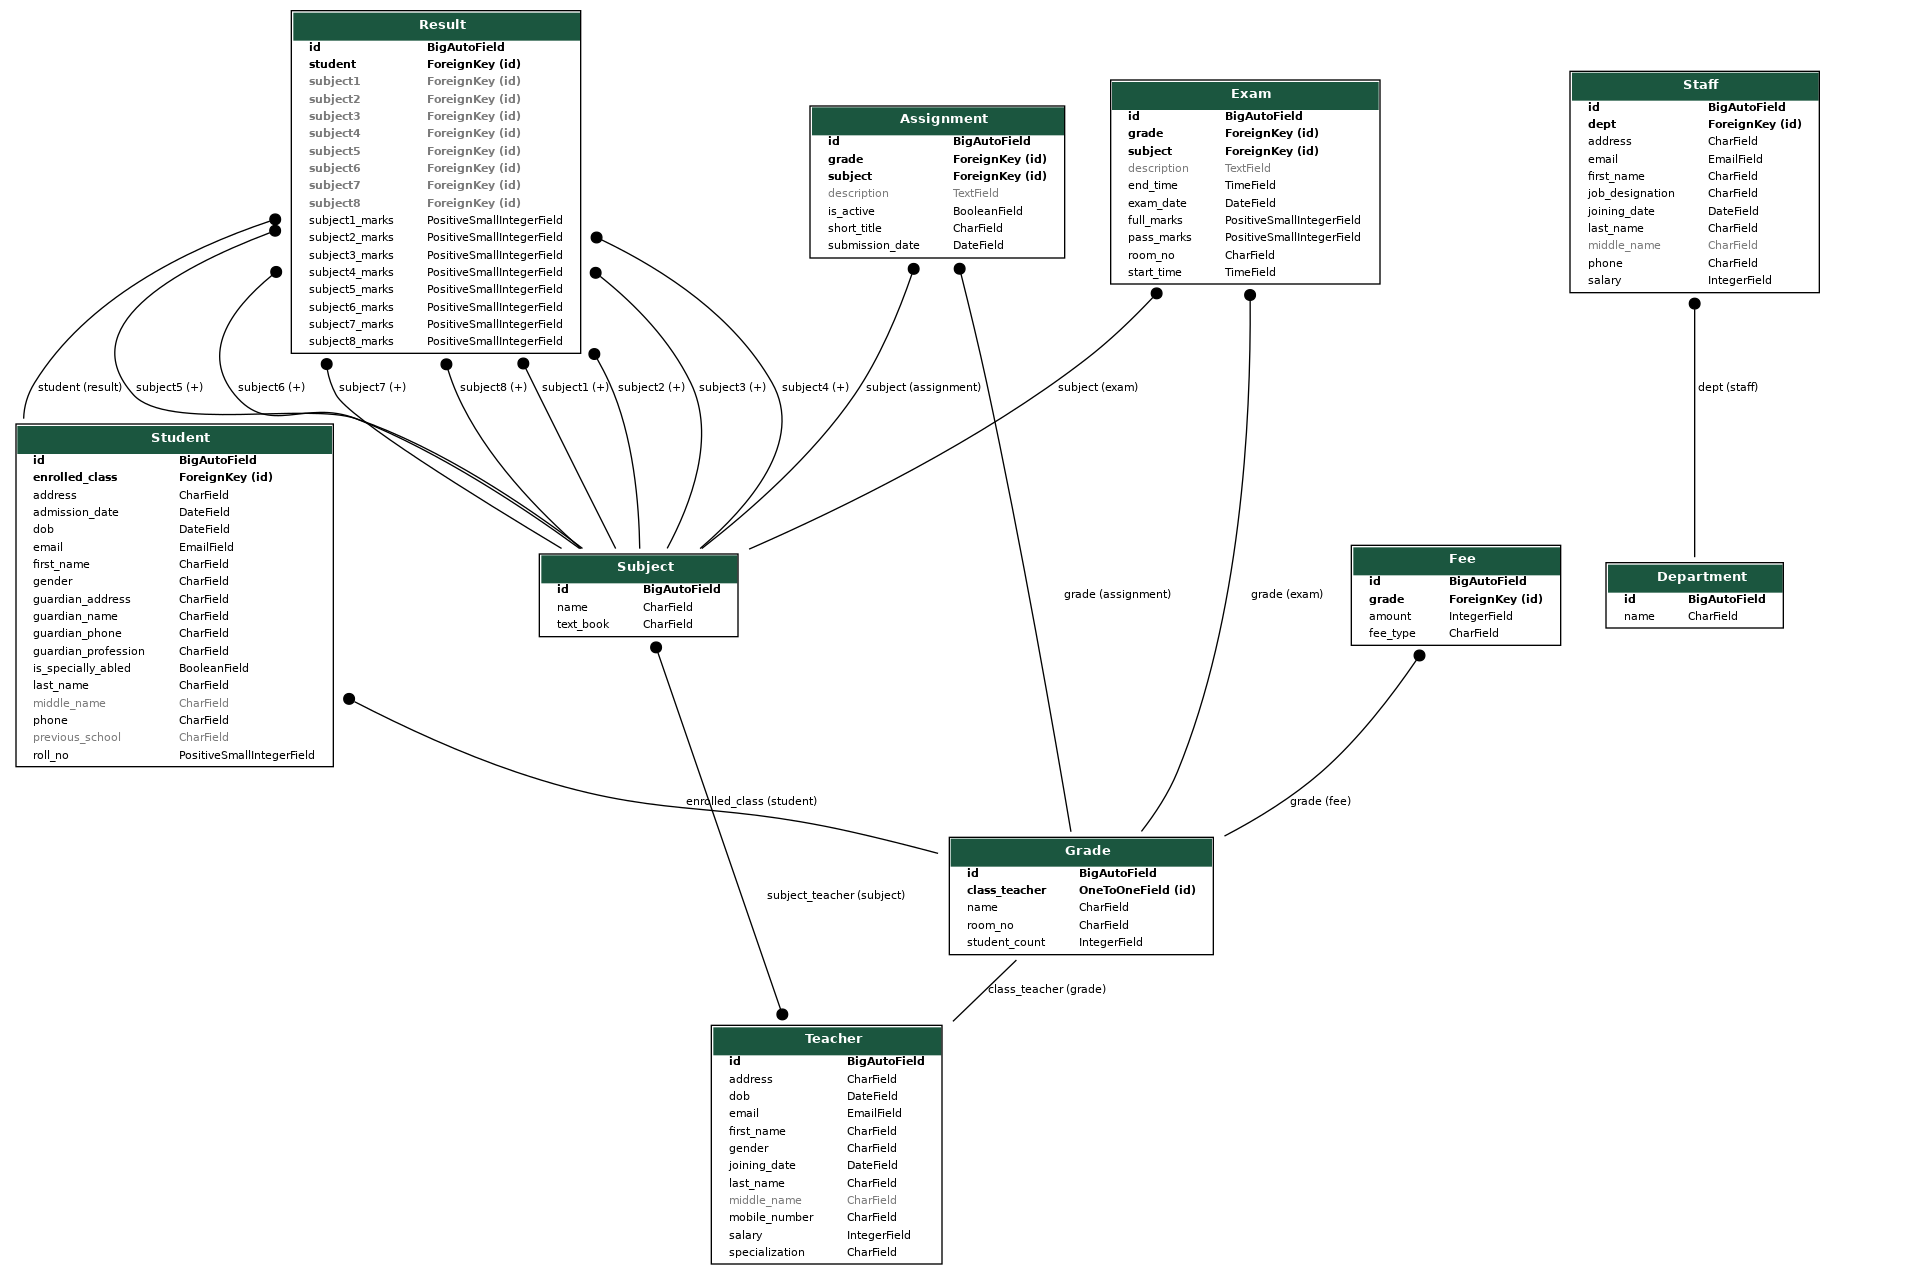 Result
id BigAutoField
student ForeignKey (id)
subject1 ForeignKey (id)
subject2 ForeignKey (id)
subject3 ForeignKey (id)
subject4 ForeignKey (id)
subject5 ForeignKey (id)
subject6 ForeignKey (id)
subject7 ForeignKey (id)
subject8 ForeignKey (id)
subject1_marks PositiveSmallIntegerField
subject2_marks PositiveSmallIntegerField
subject3_marks PositiveSmallIntegerField
subject4_marks PositiveSmallIntegerField
subject5_marks PositiveSmallIntegerField
subject6_marks PositiveSmallIntegerField
subject7_marks PositiveSmallIntegerField
subject8_marks PositiveSmallIntegerField
Assignment
id BigAutoField
grade ForeignKey (id)
subject ForeignKey (id)
description TextField
is_active BooleanField
short_title CharField
submission_date DateField
Exam
id BigAutoField
grade ForeignKey (id)
subject ForeignKey (id)
description TextField
end_time TimeField
exam_date DateField
full_marks PositiveSmallIntegerField
pass_marks PositiveSmallIntegerField
room_no CharField
start_time TimeField
Staff
id BigAutoField
dept ForeignKey (id)
address CharField
email EmailField
first_name CharField
job_designation CharField
joining_date DateField
last_name CharField
middle_name CharField
phone CharField
salary IntegerField
student (result)
subject5 (+)
subject6 (+)
subject7 (+)
subject8 (+)
subject1 (+)
subject2 (+)
subject3 (+)
subject4 (+)
subject (assignment)
subject (exam)
dept (staff)
Student
id BigAutoField
enrolled_class ForeignKey (id)
address CharField
admission_date DateField
dob DateField
email EmailField
first_name CharField
gender CharField
guardian_address CharField
guardian_name CharField
guardian_phone CharField
guardian_profession CharField
is_specially_abled BooleanField
last_name CharField
middle_name CharField
phone CharField
previous_school CharField
roll_no PositiveSmallIntegerField
Subject
id BigAutoField
name CharField
text_book CharField
grade (assignment)
grade (exam)
Fee
id BigAutoField
grade ForeignKey (id)
amount IntegerField
fee_type CharField
Department
id BigAutoField
name CharField
enrolled_class (student)
grade (fee)
subject_teacher (subject)
Grade
id BigAutoField
class_teacher OneToOneField (id)
name CharField
room_no CharField
student_count IntegerField
class_teacher (grade)
Teacher
id BigAutoField
address CharField
dob DateField
email EmailField
first_name CharField
gender CharField
joining_date DateField
last_name CharField
middle_name CharField
mobile_number CharField
salary IntegerField
specialization CharField